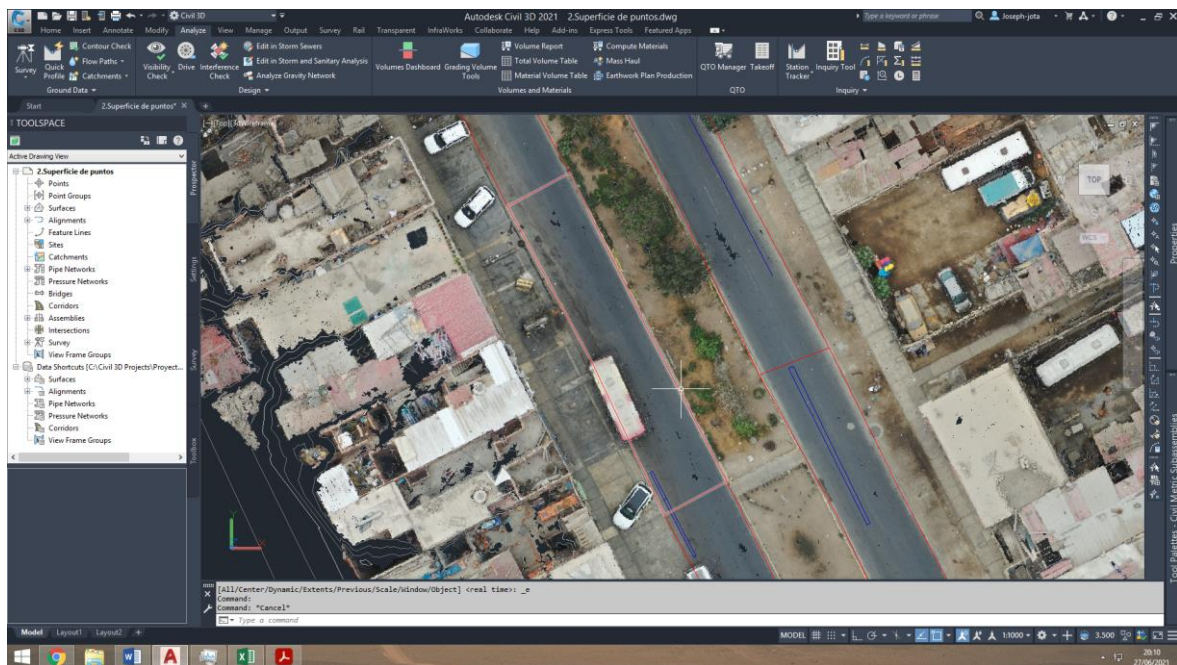 C3D
Civil 3D
Autodesk Civil 3D 2021 2.Superficie de puntos.dwg
Type a keyword or phrase
Joseph-jota
Home Insert Annotate Modify Analyze View Manage Output Survey Rail Transparent InfraWorks Collaborate Help Add-ins Express Tools Featured Apps
Survey
Quick Profile
Contour Check
Flow Paths
Catchments
Ground Data
Visibility Check
Drive
Interference Check
Edit in Storm Sewers
Edit in Storm and Sanitary Analysis
Analyze Gravity Network
Design
Volumes Dashboard
Grading Volume Tools
Volume Report
Total Volume Table
Material Volume Table
Compute Materials
Mass Haul
Earthwork Plan Production
Volumes and Materials
QTO Manager
Takeoff
QTO
Station Tracker
Inquiry Tool
Inquiry
Start
2.Superficie de puntos*
TOOLSPACE
Active Drawing View
2.Superficie de puntos
Points
Point Groups
Surfaces
Alignments
Feature Lines
Sites
Catchments
Pipe Networks
Pressure Networks
Bridges
Corridors
Assemblies
Intersections
Survey
View Frame Groups
Data Shortcuts [C:\Civil 3D Projects\Proyect...
Surfaces
Alignments
Pipe Networks
Pressure Networks
Corridors
View Frame Groups
Prospector
Settings
Survey
Toolbox
TOP
WCS
Properties
Tool Palettes - Civil Metric Subassemblies
[All/Center/Dynamic/Extents/Previous/Scale/Window/Object] <real time>: _e
Command:
Command: *Cancel*
Type a command
Model Layout1 Layout2 +
MODEL
1:1000
3.500
20:10
27/06/2021